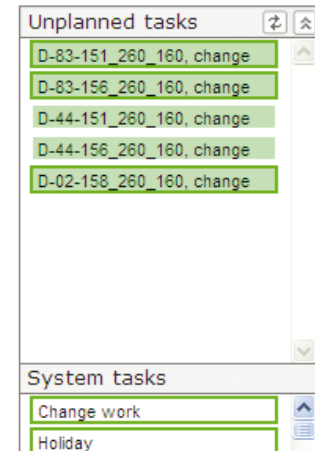 Unplanned tasks
D-83-151_260_160, change
D-83-156_260_160, change
D-44-151_260_160, change
D-44-156_260_160, change
D-02-158_260_160, change
System tasks
Change work
Holiday